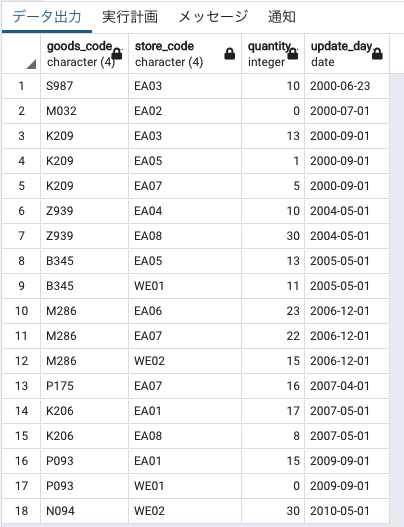 データ出力 実行計画 メッセージ 通知
goods_code store_code quantity update_day
character (4) character (4) integer date
1 S987 EA03 10 2000-06-23
2 M032 EA02 0 2000-07-01
3 K209 EA03 13 2000-09-01
4 K209 EA05 1 2000-09-01
5 K209 EA07 5 2000-09-01
6 Z939 EA04 10 2004-05-01
7 Z939 EA08 30 2004-05-01
8 B345 EA05 13 2005-05-01
9 B345 WE01 11 2005-05-01
10 M286 EA06 23 2006-12-01
11 M286 EA07 22 2006-12-01
12 M286 WE02 15 2006-12-01
13 P175 EA07 16 2007-04-01
14 K206 EA01 17 2007-05-01
15 K206 EA08 8 2007-05-01
16 P093 EA01 15 2009-09-01
17 P093 WE01 0 2009-09-01
18 N094 WE02 30 2010-05-01